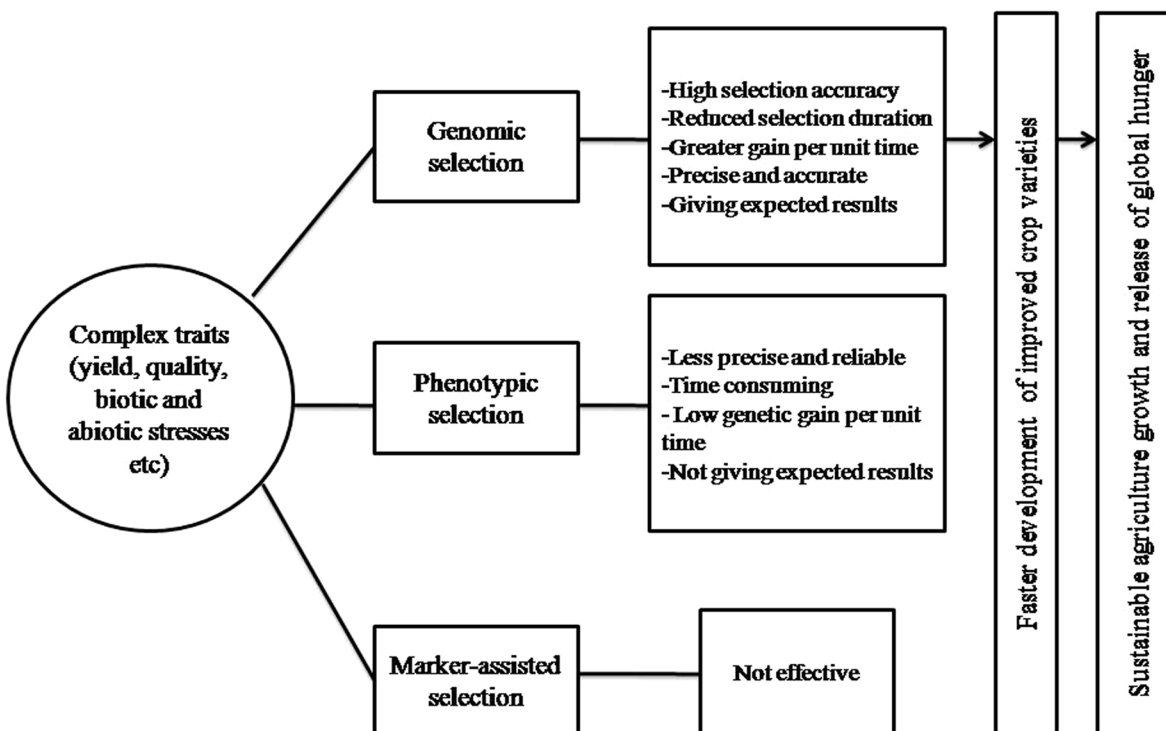 Complex traits
(yield, quality,
biotic and
abiotic stresses
etc)
Genomic
selection
-High selection accuracy
-Reduced selection duration
-Greater gain per unit time
-Precise and accurate
-Giving expected results
Phenotypic
selection
-Less precise and reliable
-Time consuming
- Low genetic gain per unit
time
-Not giving expected results
Marker-assisted
selection
Not effective
Faster development of improved crop varieties
Sustainable agriculture growth and release of global hunger